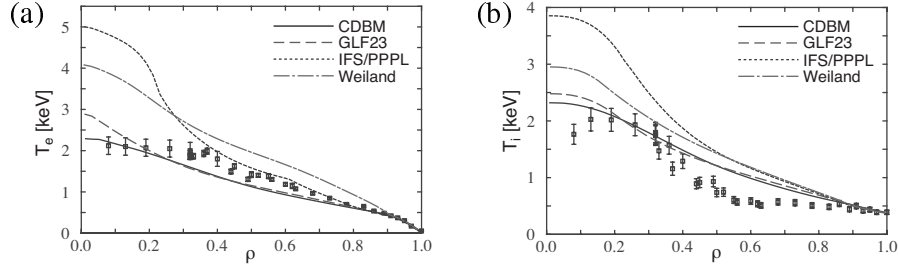 (a)
T_e [keV]
5
4
3
2
1
0
0.0 0.2 0.4 0.6 0.8 1.0
ρ
CDBM
GLF23
IFS/PPPL
Weiland
(b)
T_i [keV]
4
3
2
1
0
0.0 0.2 0.4 0.6 0.8 1.0
ρ
CDBM
GLF23
IFS/PPPL
Weiland